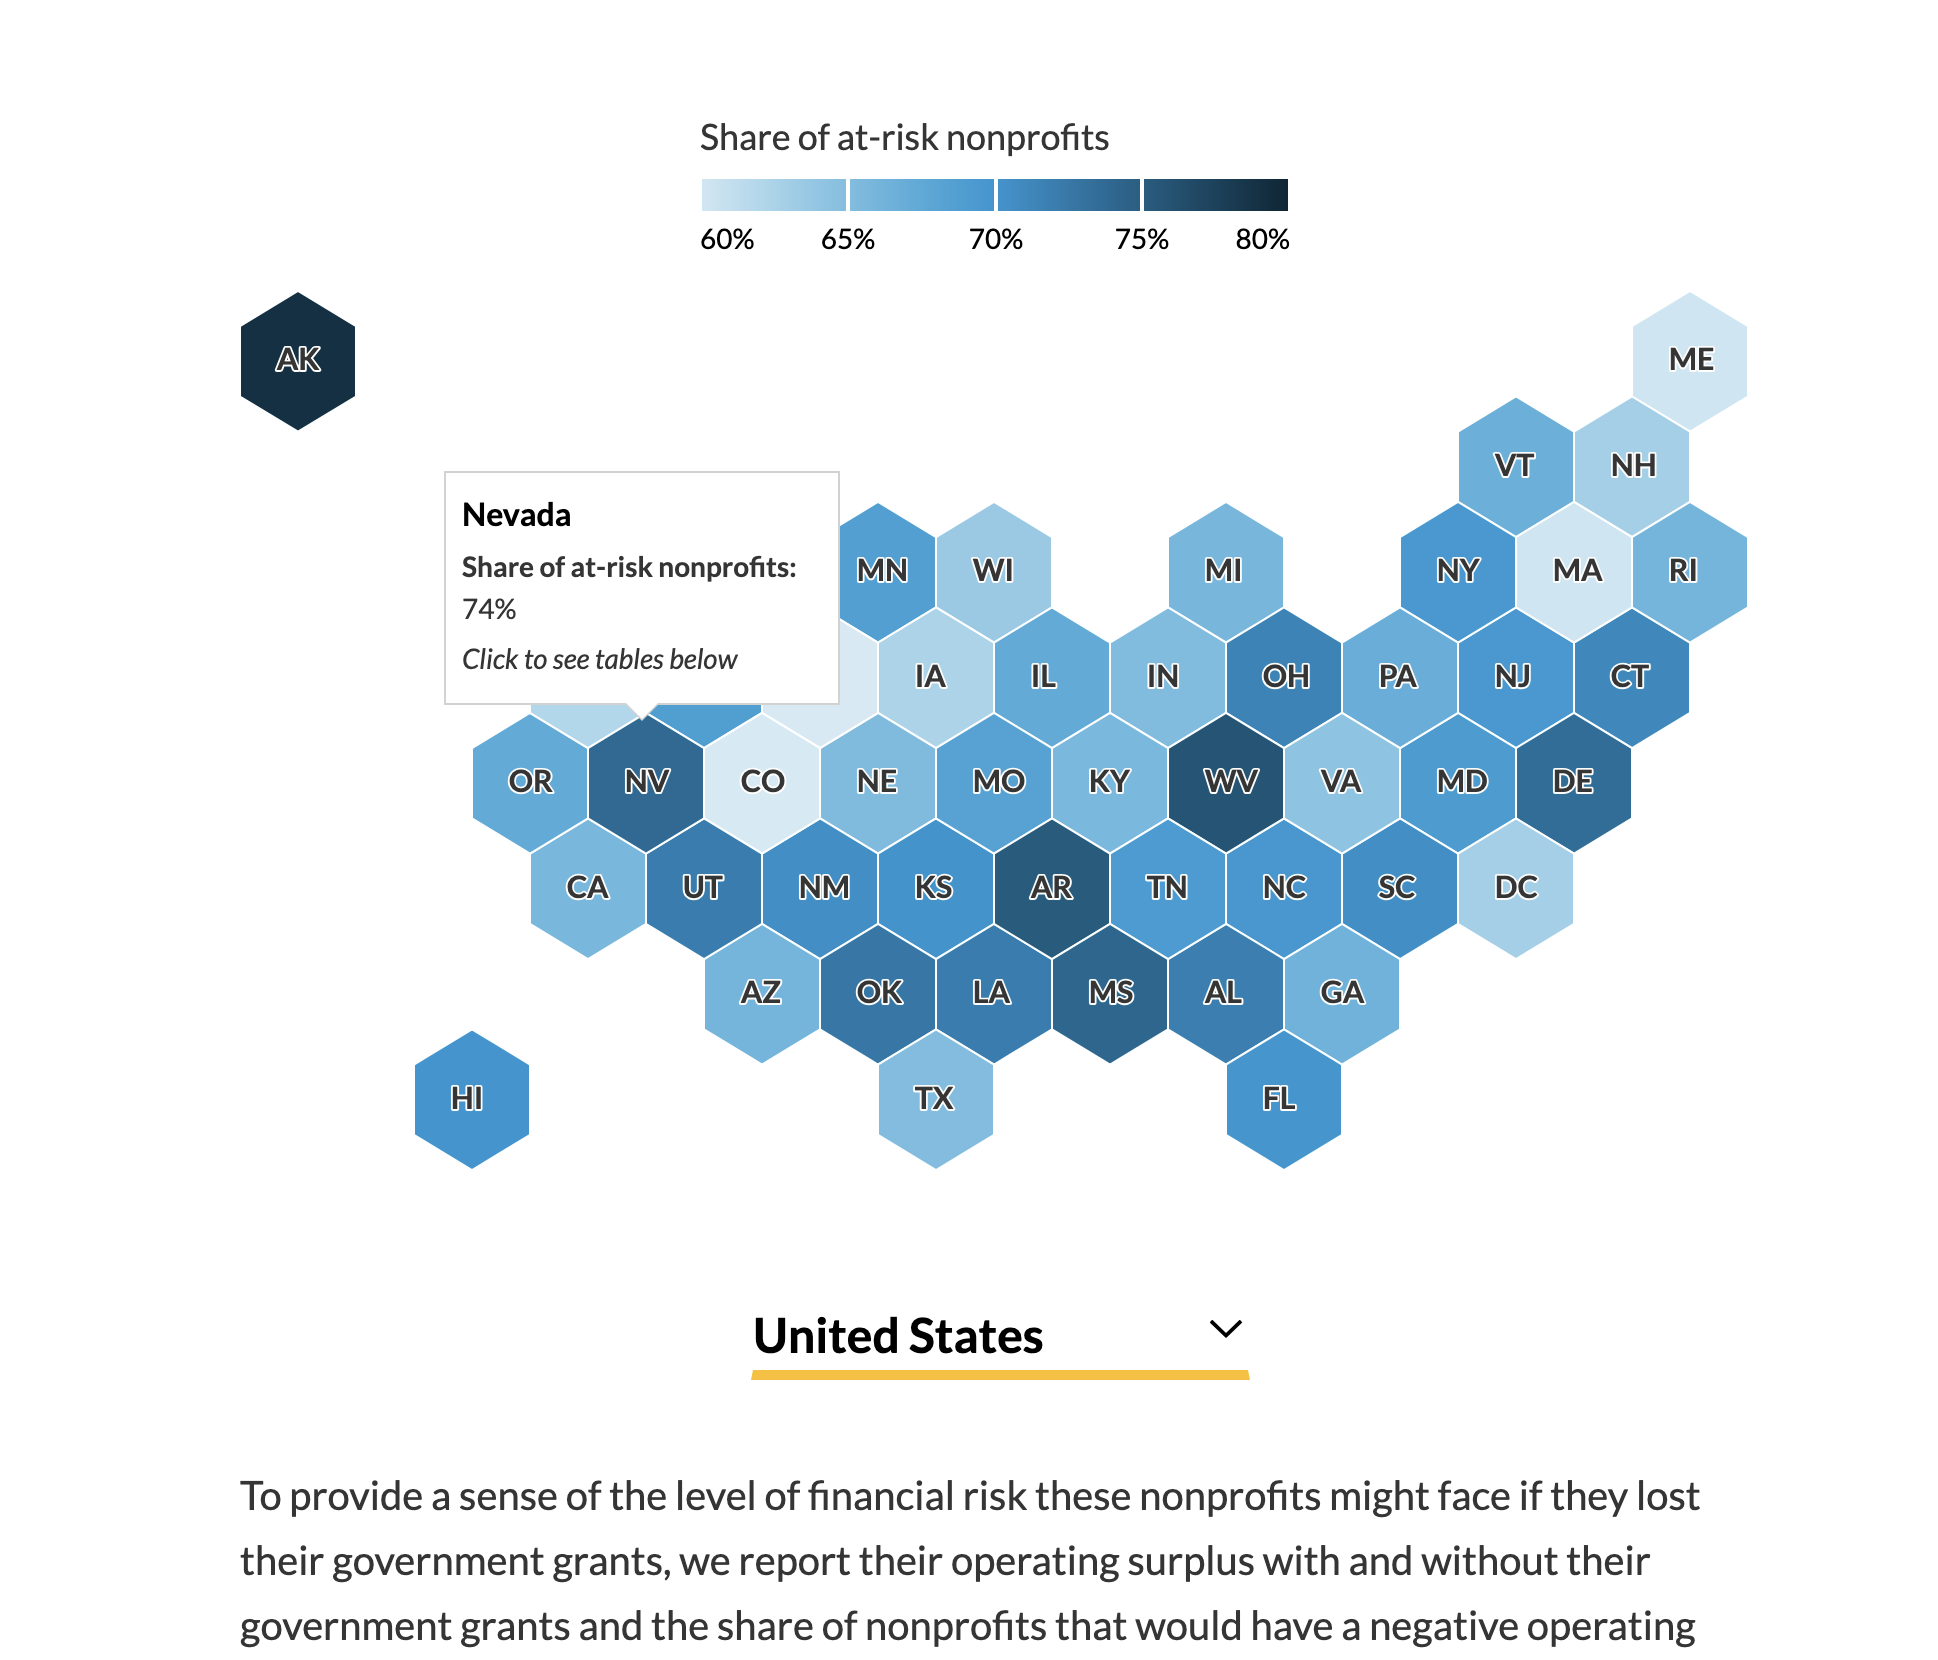 Share of at-risk nonprofits
60% 65% 70% 75% 80%
AK
ME
VT NH
Nevada
Share of at-risk nonprofits:
74%
Click to see tables below
MN WI MI NY MA RI
IA IL IN OH PA NJ CT
OR NV CO NE MO KY WV VA MD DE
CA UT NM KS AR TN NC SC DC
AZ OK LA MS AL GA
HI TX FL
United States
To provide a sense of the level of financial risk these nonprofits might face if they lost
their government grants, we report their operating surplus with and without their
government grants and the share of nonprofits that would have a negative operating